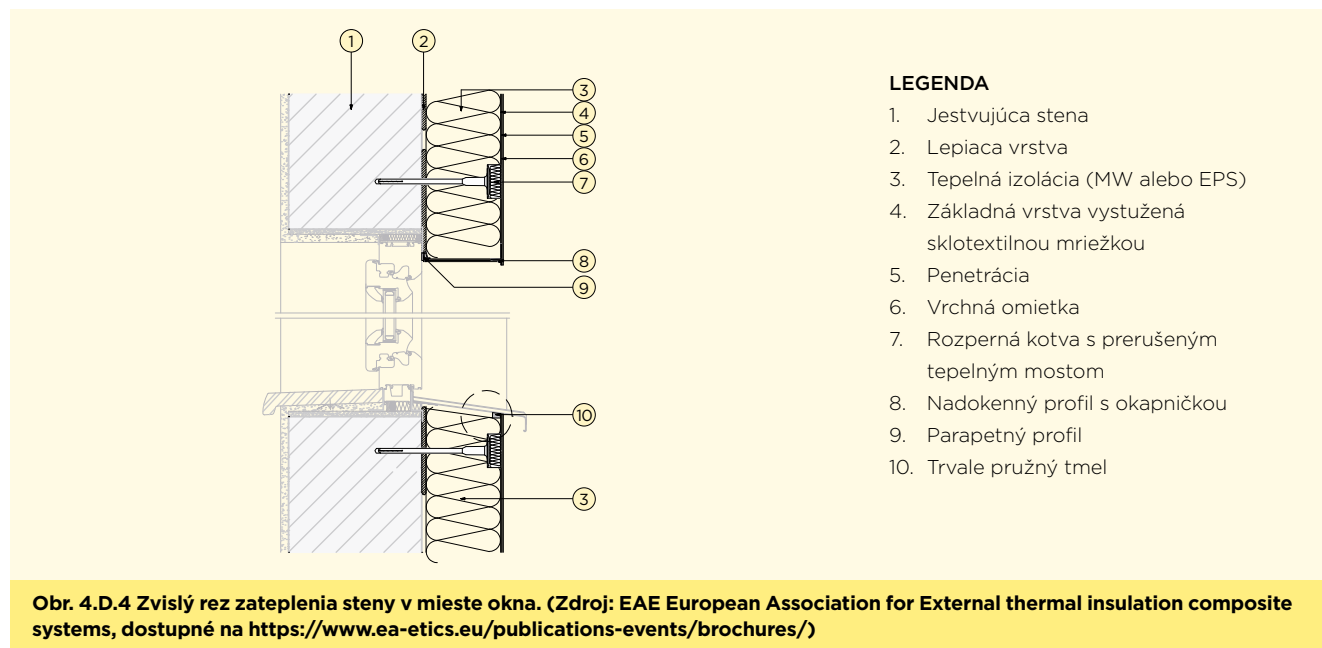 1
2
3
4
5
6
7
8
9
10
3
LEGENDA
1. Jestvujúca stena
2. Lepiaca vrstva
3. Tepelná izolácia (MW alebo EPS)
4. Základná vrstva vystužená
sklotextilnou mriežkou
5. Penetrácia
6. Vrchná omietka
7. Rozperná kotva s prerušeným
tepelným mostom
8. Nadokenný profil s okapničkou
9. Parapetný profil
10. Trvale pružný tmel
Obr. 4.D.4 Zvislý rez zateplenia steny v mieste okna. (Zdroj: EAE European Association for External thermal insulation composite
systems, dostupné na https://www.ea-etics.eu/publications-events/brochures/)